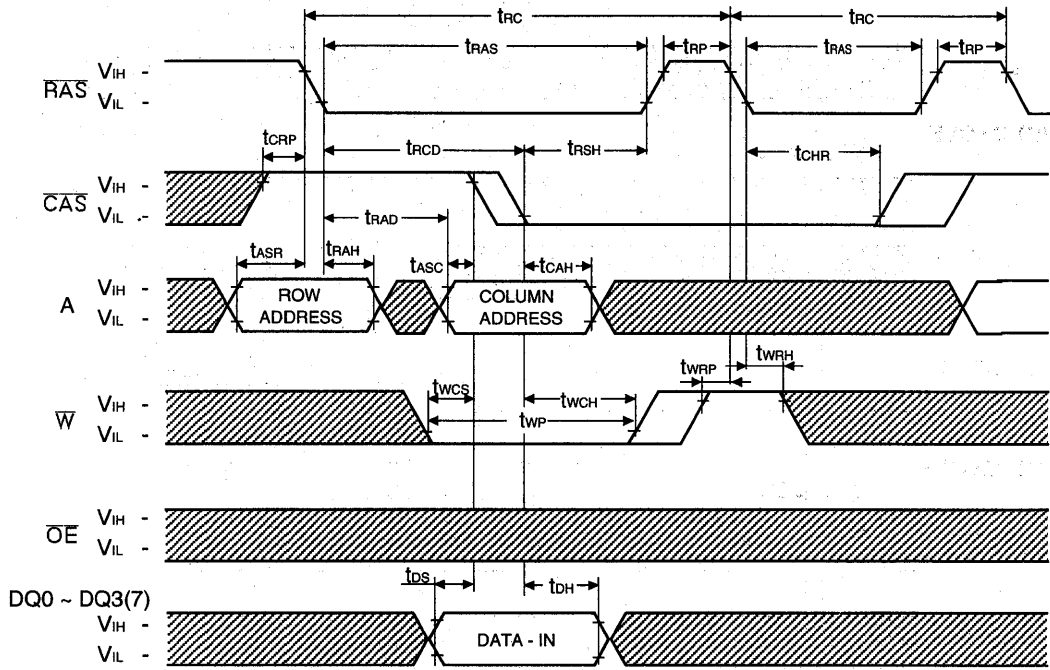 tRC tRC
tRAS tRP tRAS tRP
RAS VIH -
VIL -
tCRP tRCD tRSH tCHR
CAS VIH -
VIL -
tRAD
tASR tRAH tASC tCAH
A VIH -
VIL -
ROW ADDRESS
COLUMN ADDRESS
tWRP tWRH
tWCS tWCH
W VIH -
VIL -
tWP
OE VIH -
VIL -
tDS tDH
DQ0 ~ DQ3(7)
VIH -
VIL -
DATA - IN